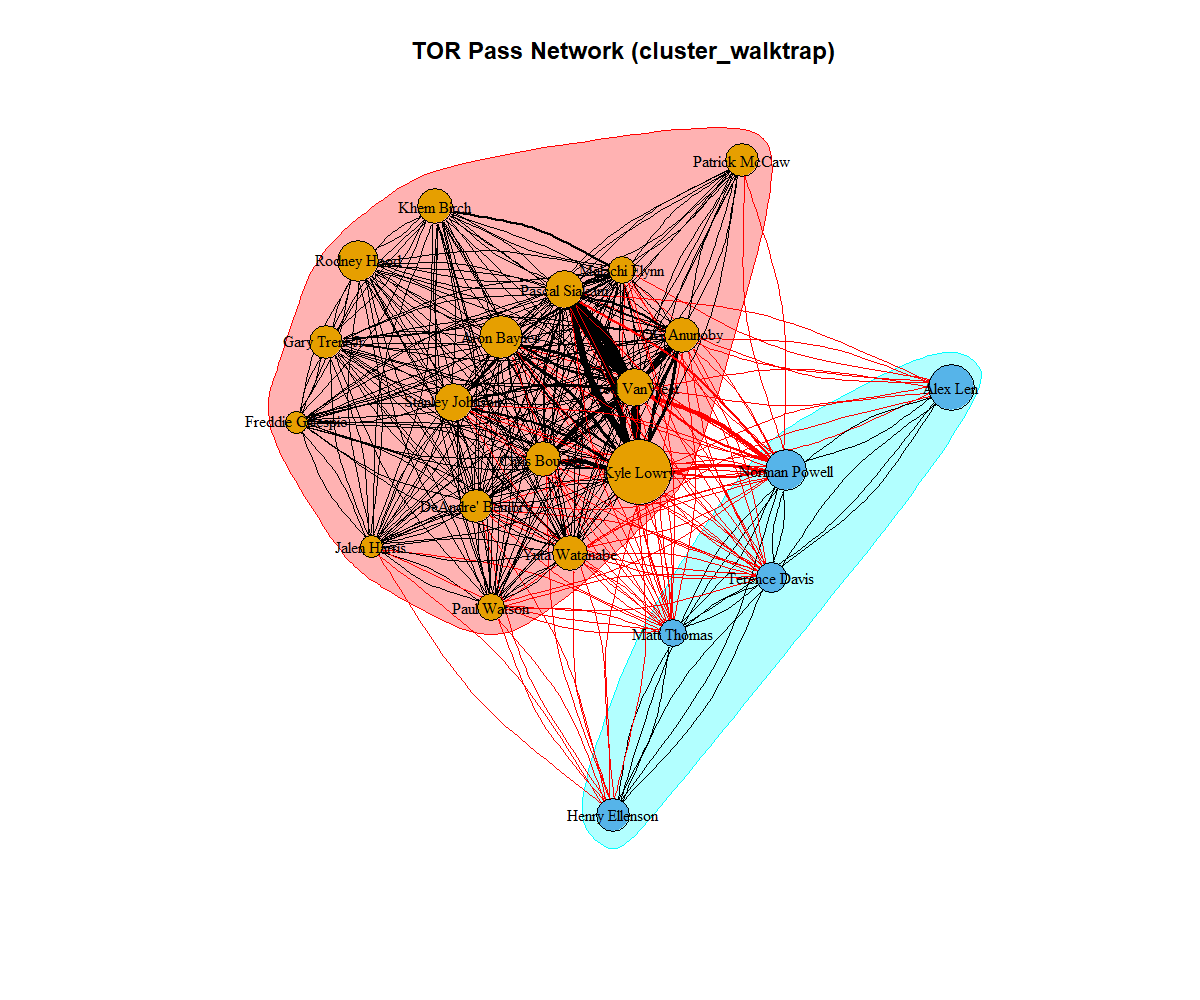 TOR Pass Network (cluster_walktrap)
Patrick McCaw
Khem Birch
Rodney Hood
Malachi Flynn
Pascal Siakam
Gary Trent
Aron Baynes
Anunoby
Alex Len
VanVleet
Stanley Johnson
Freddie Gillespie
Chris Boucher
Kyle Lowry
Norman Powell
DeAndre' Bembry
Jalen Harris
Yuta Watanabe
Terence Davis
Paul Watson
Matt Thomas
Henry Ellenson